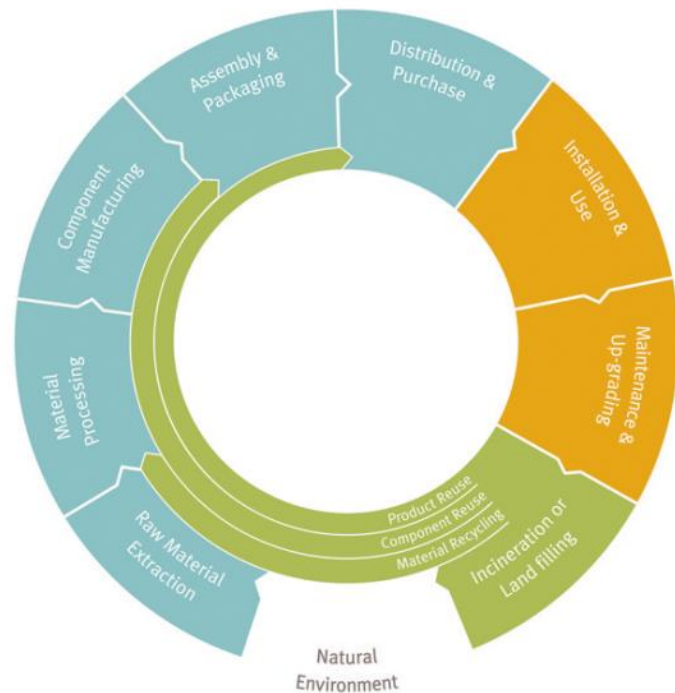 Assembly &
Packaging
Distribution &
Purchase
Component
Manufacturing
Installation &
Use
Material
Processing
Maintenance &
Up-grading
Raw Material
Extraction
Product Reuse
Component Reuse
Material Recycling
Incineration or
Land filling
Natural
Environment